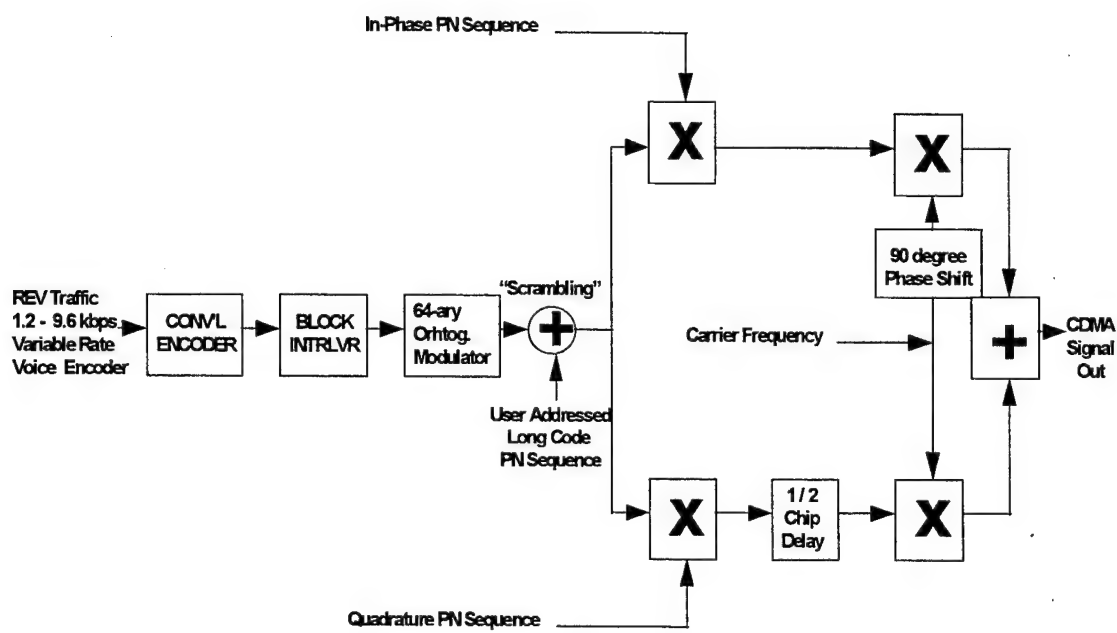 In-Phase PN Sequence
X
X
90 degree
Phase Shift
"Scrambling"
REV Traffic
1.2 - 9.6 kbps
Variable Rate
Voice Encoder
CONV'L
ENCODER
BLOCK
INTRLVR
64-ary
Orhtog.
Modulator
+
Carrier Frequency
+
CDMA
Signal
Out
User Addressed
Long Code
PN Sequence
X
1 / 2
Chip
Delay
X
Quadrature PN Sequence